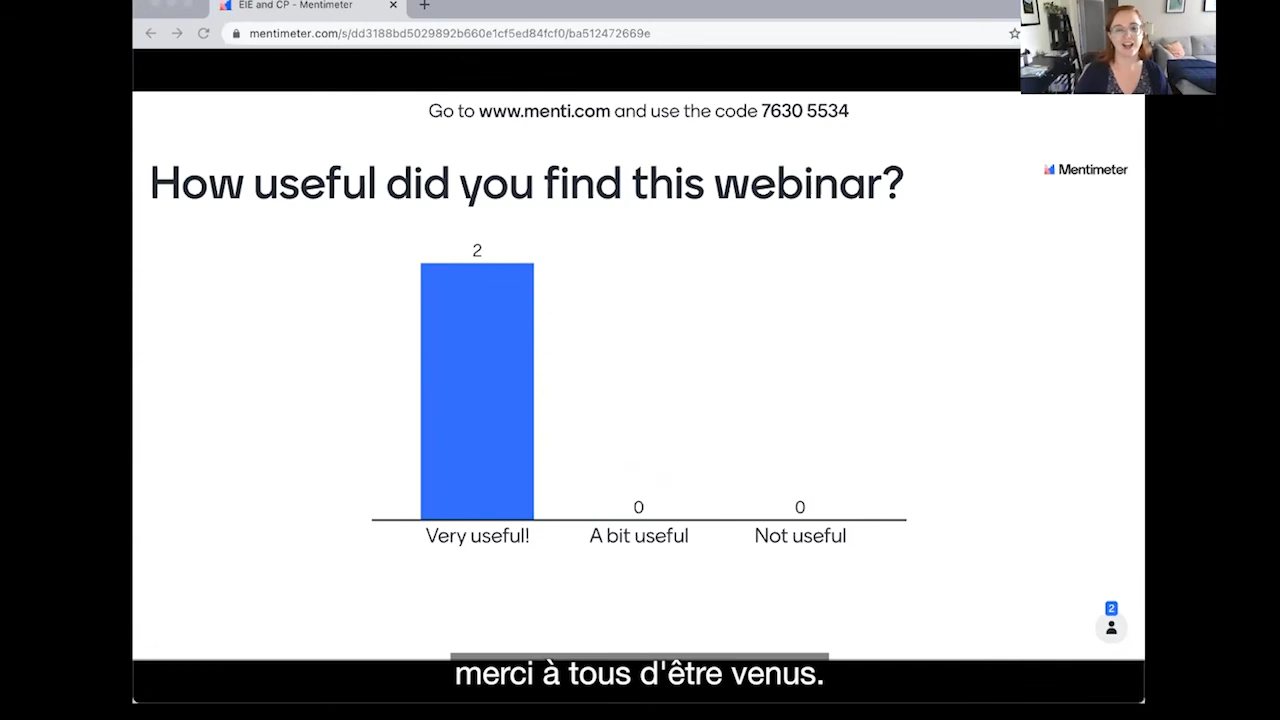 EIE and CP - Mentimeter
mentimeter.com/s/dd3188bd5029892b660e1cf5ed84fcf0/ba512472669e
Go to www.menti.com and use the code 7630 5534
How useful did you find this webinar?
Mentimeter
2
0
0
Very useful!
A bit useful
Not useful
2
merci à tous d'être venus.